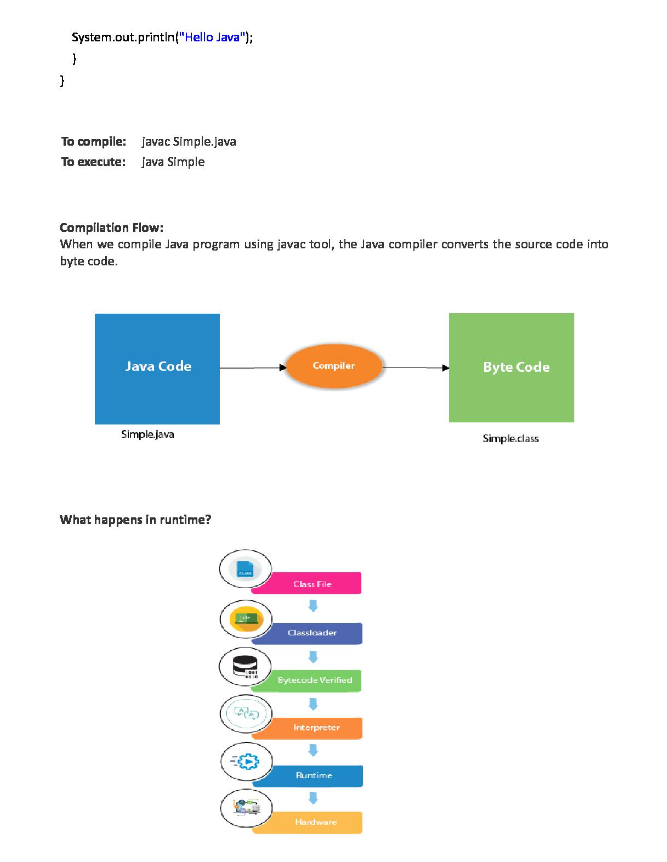 System.out.println("Hello Java");
}
}
To compile: javac Simple.java
To execute: java Simple
Compilation Flow:
When we compile Java program using javac tool, the Java compiler converts the source code into
byte code.
Java Code
Compiler
Byte Code
Simple.java
Simple.class
What happens in runtime?
Class File
Classloader
Bytecode Verified
Interpreter
Runtime
Hardware